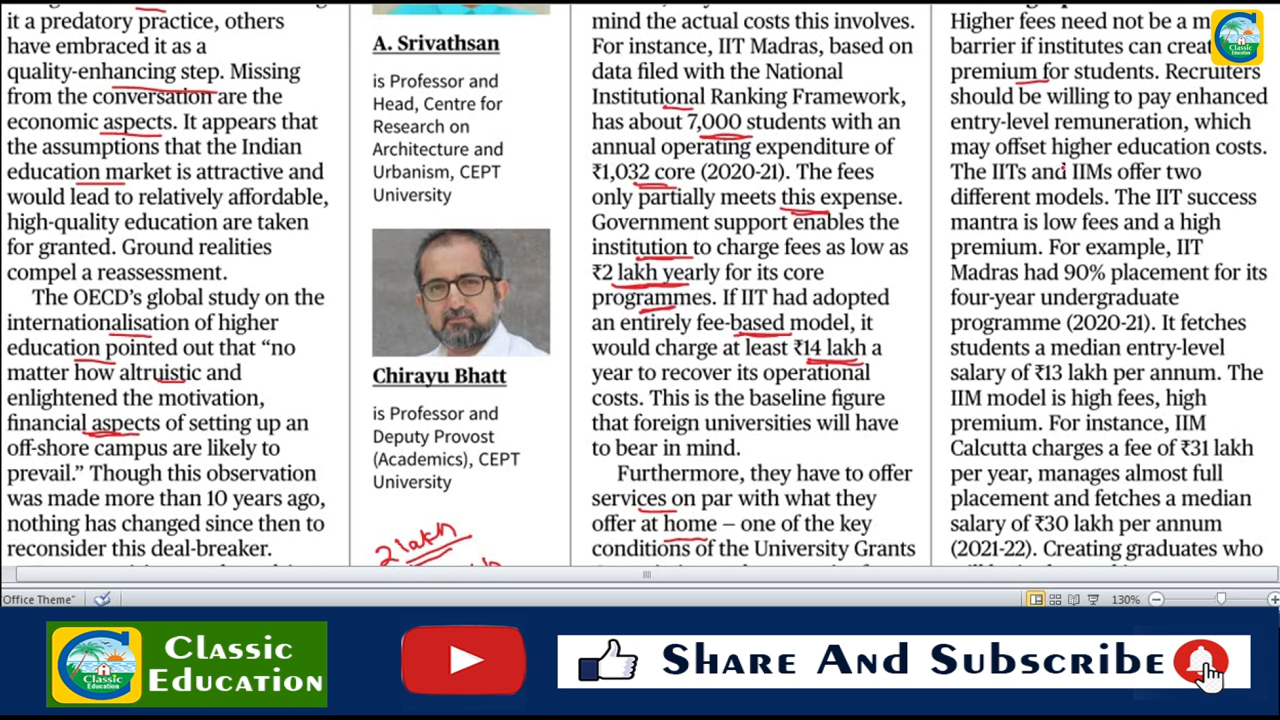 it a predatory practice, others
have embraced it as a
quality-enhancing step. Missing
from the conversation are the
economic aspects. It appears that
the assumptions that the Indian
education market is attractive and
would lead to relatively affordable,
high-quality education are taken
for granted. Ground realities
compel a reassessment.
The OECD's global study on the
internationalisation of higher
education pointed out that "no
matter how altruistic and
enlightened the motivation,
financial aspects of setting up an
off-shore campus are likely to
prevail." Though this observation
was made more than 10 years ago,
nothing has changed since then to
reconsider this deal-breaker.
A. Srivathsan
is Professor and
Head, Centre for
Research on
Architecture and
Urbanism, CEPT
University
Chirayu Bhatt
is Professor and
Deputy Provost
(Academics), CEPT
University
2 lakh
mind the actual costs this involves.
For instance, IIT Madras, based on
data filed with the National
Institutional Ranking Framework,
has about 7,000 students with an
annual operating expenditure of
₹1,032 core (2020-21). The fees
only partially meets this expense.
Government support enables the
institution to charge fees as low as
₹2 lakh yearly for its core
programmes. If IIT had adopted
an entirely fee-based model, it
would charge at least ₹14 lakh a
year to recover its operational
costs. This is the baseline figure
that foreign universities will have
to bear in mind.
Furthermore, they have to offer
services on par with what they
offer at home – one of the key
conditions of the University Grants
Higher fees need not be a
barrier if institutes can
premium for students. Recruiters
should be willing to pay enhanced
entry-level remuneration, which
may offset higher education costs.
The IITs and IIMs offer two
different models. The IIT success
mantra is low fees and a high
premium. For example, IIT
Madras had 90% placement for its
four-year undergraduate
programme (2020-21). It fetches
students a median entry-level
salary of ₹13 lakh per annum. The
IIM model is high fees, high
premium. For instance, IIM
Calcutta charges a fee of ₹31 lakh
per year, manages almost full
placement and fetches a median
salary of ₹30 lakh per annum
(2021-22). Creating graduates who
Classic
Education
Office Theme"
130%
Classic
Education
Classic
Education
Share And Subscribe